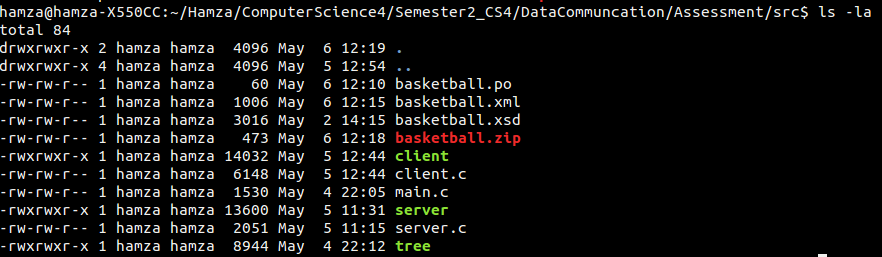 hamza@hamza-X550CC:~/Hamza/ComputerScience4/Semester2_CS4/DataCommuncation/Assessment/src$ ls -la
total 84
drwxrwxr-x 2 hamza hamza  4096 May  6 12:19 .
drwxrwxr-x 4 hamza hamza  4096 May  5 12:54 ..
-rw-rw-r-- 1 hamza hamza    60 May  6 12:10 basketball.po
-rw-rw-r-- 1 hamza hamza  1006 May  6 12:15 basketball.xml
-rw-rw-r-- 1 hamza hamza  3016 May  2 14:15 basketball.xsd
-rw-rw-r-- 1 hamza hamza   473 May  6 12:18 basketball.zip
-rwxrwxr-x 1 hamza hamza 14032 May  5 12:44 client
-rw-rw-r-- 1 hamza hamza  6148 May  5 12:44 client.c
-rw-rw-r-- 1 hamza hamza  1530 May  4 22:05 main.c
-rwxrwxr-x 1 hamza hamza 13600 May  5 11:31 server
-rw-rw-r-- 1 hamza hamza  2051 May  5 11:15 server.c
-rwxrwxr-x 1 hamza hamza  8944 May  4 22:12 tree